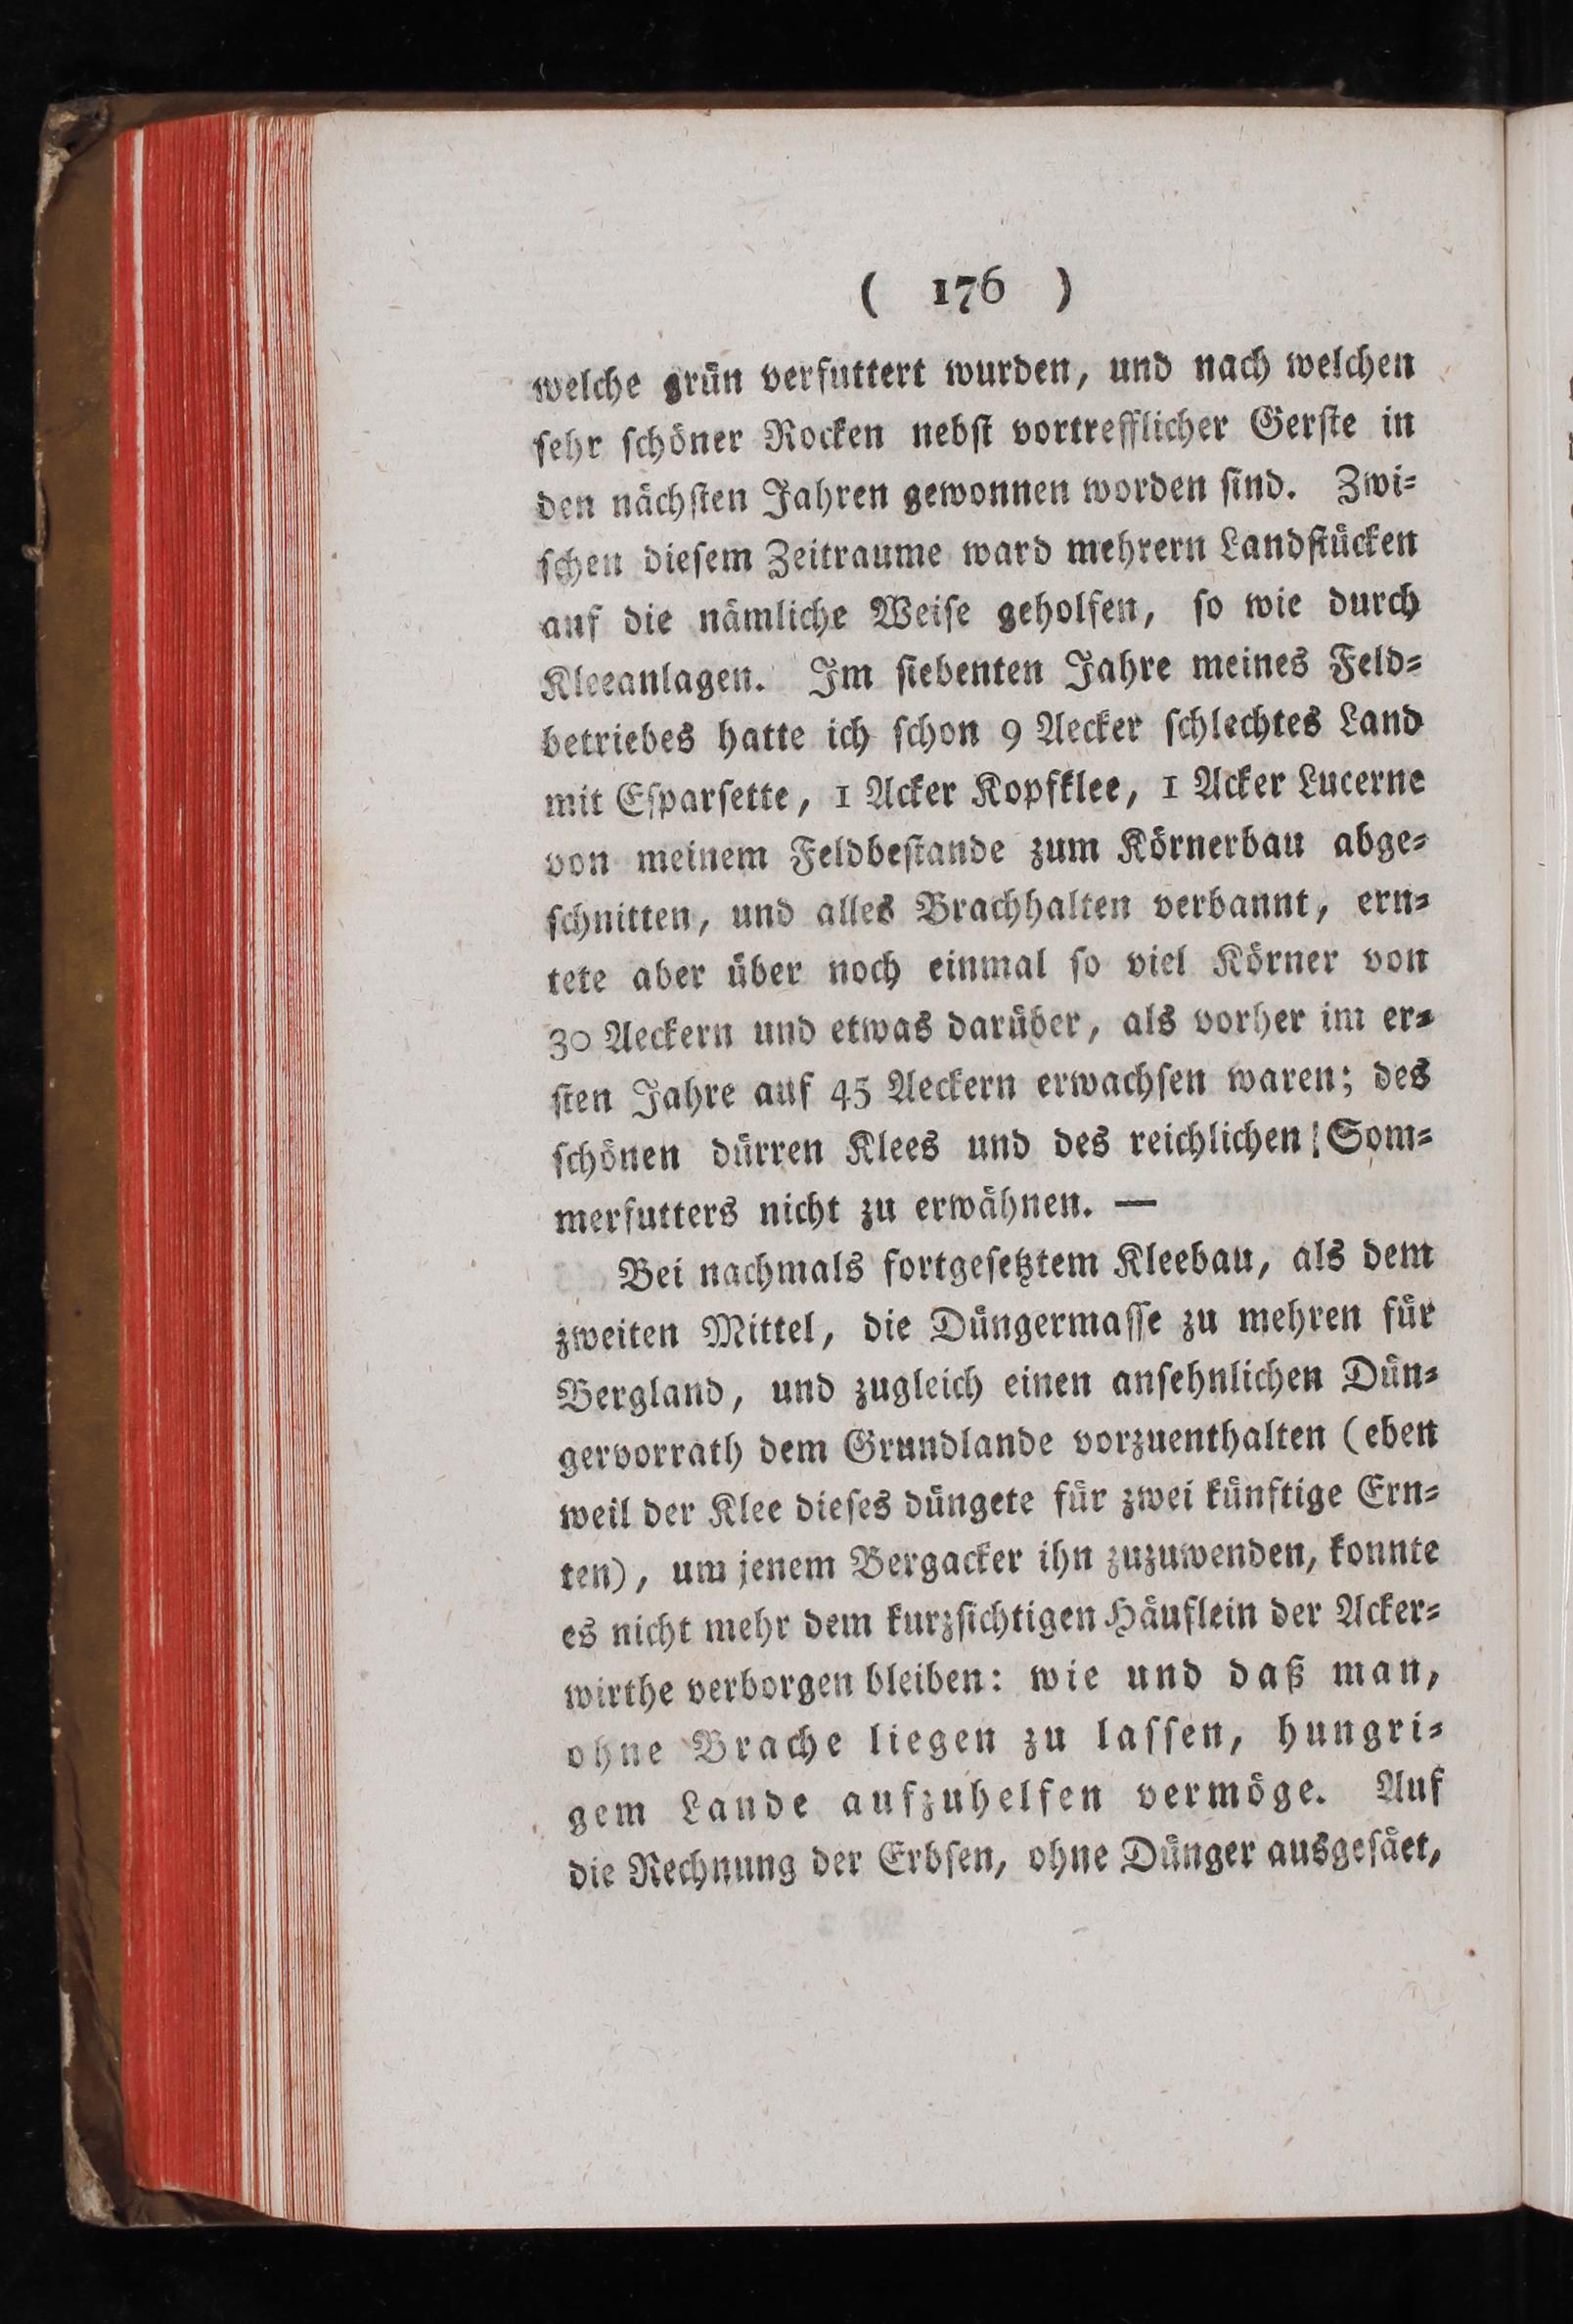 ( 176 )
welche grün verfuttert wurden, und nach welchen
ſehr ſchöner Rocken nebſt vortrefflicher Gerſte in
den nächſten Jahren gewonnen worden ſind. Zwi⸗
ſchen dieſem Zeitraume ward mehrern Landſtücken
auf die nämliche Weiſe geholfen, ſo wie durch
Kleeanlagen. Im ſiebenten Jahre meines Feld⸗
betriebes hatte ich ſchon 9 Aecker ſchlechtes Land
mit Eſparſette, 1 Acker Kopfklee, 1 Acker Lucerne
von meinem Feldbeſtande zum Körnerbau abge⸗
ſchnitten, und alles Brachhalten verbannt, ern⸗
tete aber über noch einmal ſo viel Körner von
30 Aeckern und etwas darüber, als vorher im er⸗
ſten Jahre auf 45 Aeckern erwachſen waren; des
ſchönen dürren Klees und des reichlichen Som⸗
merfutters nicht zu erwähnen. —
Bei nachmals fortgeſetztem Kleebau, als dem
zweiten Mittel, die Düngermaſſe zu mehren für
Bergland, und zugleich einen anſehnlichen Dün⸗
gervorrath dem Grundlande vorzuenthalten (eben
weil der Klee dieſes düngete für zwei künftige Ern⸗
ten), um jenem Bergacker ihn zuzuwenden, konnte
es nicht mehr dem kurzſichtigen Häuflein der Acker⸗
wirthe verborgen bleiben: wie und daß man,
ohne Brache liegen zu laſſen, hungri⸗
gem Lande aufzuhelfen vermöge. Auf
die Rechnung der Erbſen, ohne Dünger ausgeſäet,